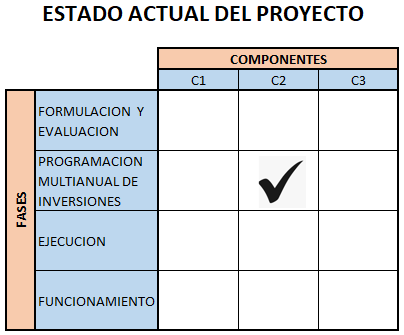 ESTADO ACTUAL DEL PROYECTO
COMPONENTES
C1 C2 C3
FASES
FORMULACION Y
EVALUACION
PROGRAMACION
MULTIANUAL DE
INVERSIONES
EJECUCION
FUNCIONAMIENTO